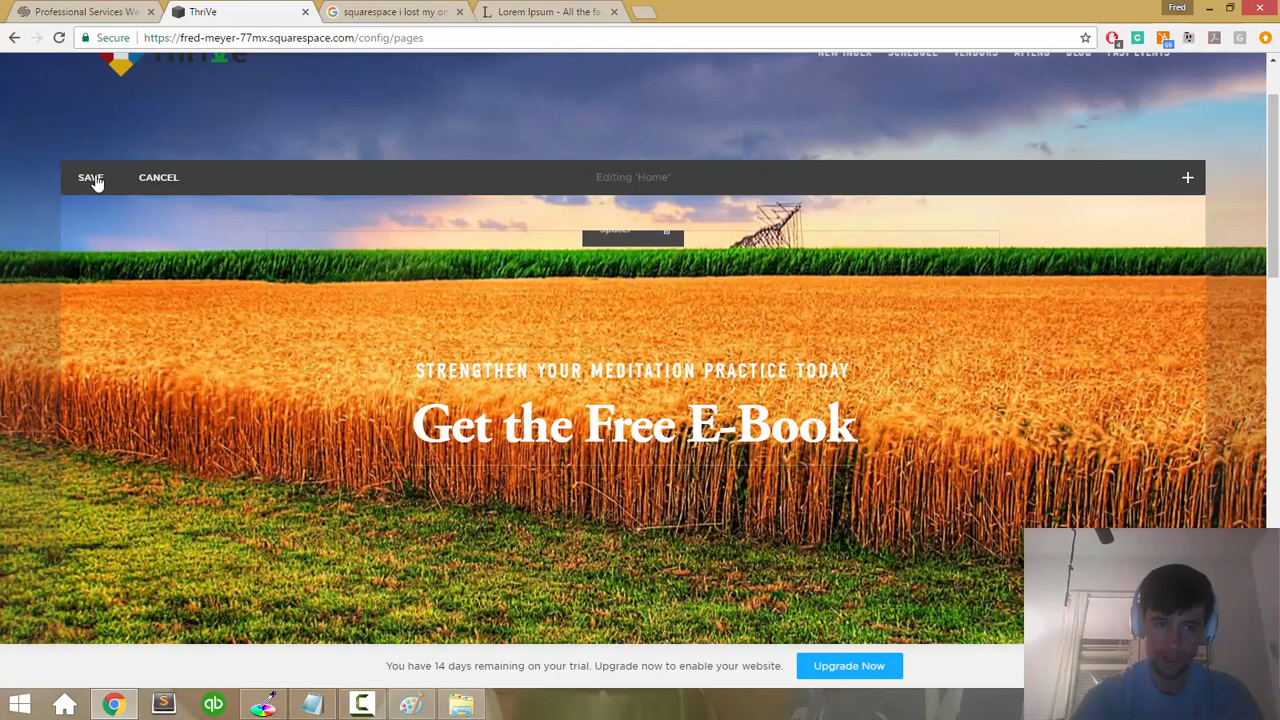 Professional Services We
ThriVe
squarespace i lost my or
Lorem Ipsum - All the fa
Fred
Secure
https://fred-meyer-77mx.squarespace.com/config/pages
NEW INDEX SCHEDULE VENDORS ATTEND BLOG PAST EVENTS
SAVE
CANCEL
Editing 'Home'
+
Spacer
STRENGTHEN YOUR MEDITATION PRACTICE TODAY
Get the Free E-Book
You have 14 days remaining on your trial. Upgrade now to enable your website.
Upgrade Now